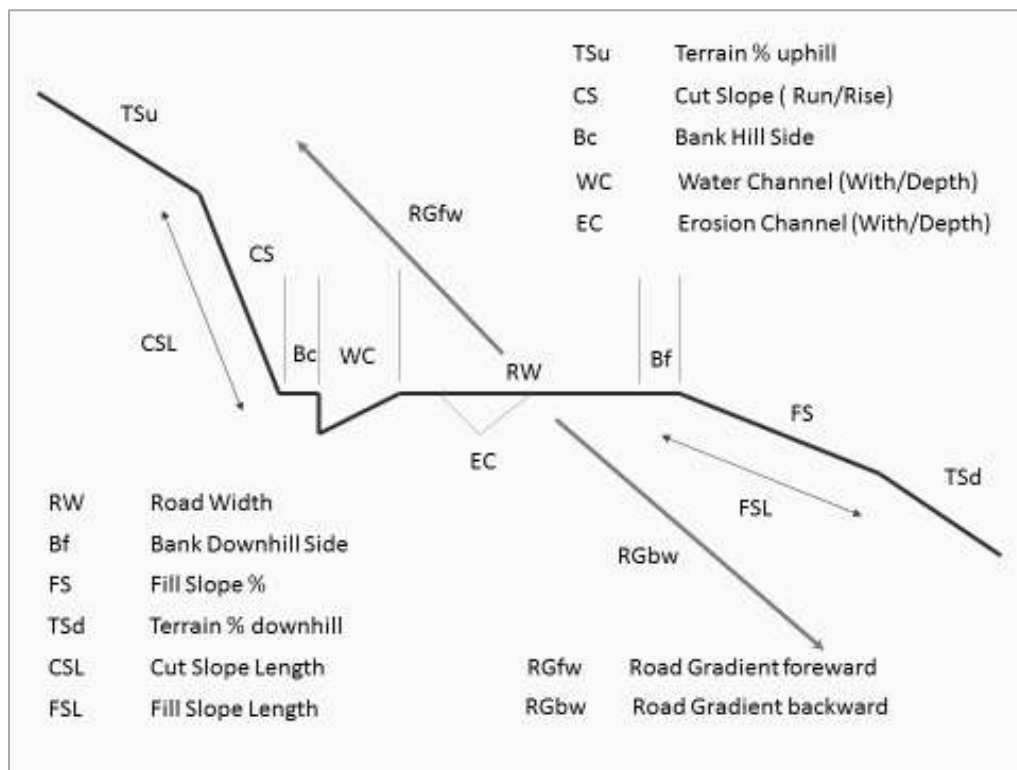 TSu Terrain % uphill
CS Cut Slope ( Run/Rise)
Bc Bank Hill Side
WC Water Channel (With/Depth)
EC Erosion Channel (With/Depth)
TSu
RGfw
CS
CSL
Bc
WC
RW
Bf
EC
FS
TSd
FSL
RGbw
RW Road Width
Bf Bank Downhill Side
FS Fill Slope %
TSd Terrain % downhill
CSL Cut Slope Length
FSL Fill Slope Length
RGfw Road Gradient foreward
RGbw Road Gradient backward